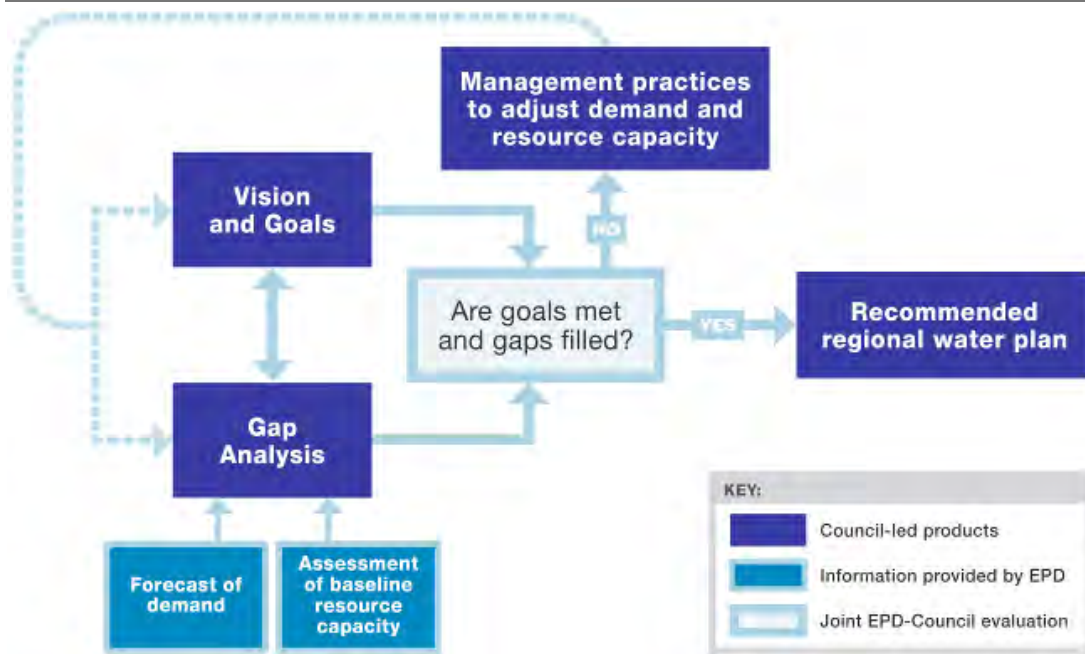 Management practices
to adjust demand and
resource capacity
Vision
and Goals
NO
Are goals met
and gaps filled?
YES
Recommended
regional water plan
Gap
Analysis
Forecast of
demand
Assessment
of baseline
resource
capacity
KEY:
Council-led products
Information provided by EPD
Joint EPD-Council evaluation